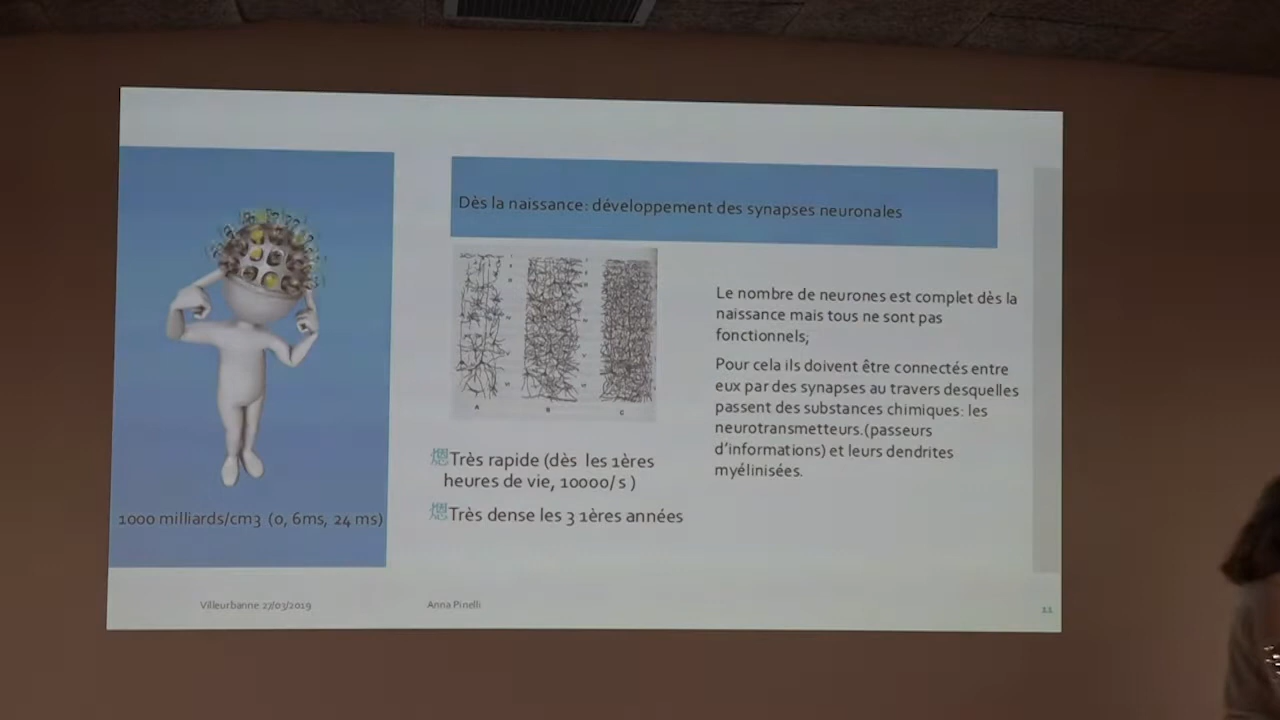 Dès la naissance: développement des synapses neuronales
A
B
C
Très rapide (dès les 1ères
heures de vie, 10000/s )
Très dense les 3 1ères années
Le nombre de neurones est complet dès la
naissance mais tous ne sont pas
fonctionnels;
Pour cela ils doivent être connectés entre
eux par des synapses au travers desquelles
passent des substances chimiques: les
neurotransmetteurs.(passeurs
d'informations) et leurs dendrites
myélinisées.
1000 milliards/cm3 (0, 6ms, 24 ms)
Villeurbanne 27/03/2019
Anna Pinelli
11